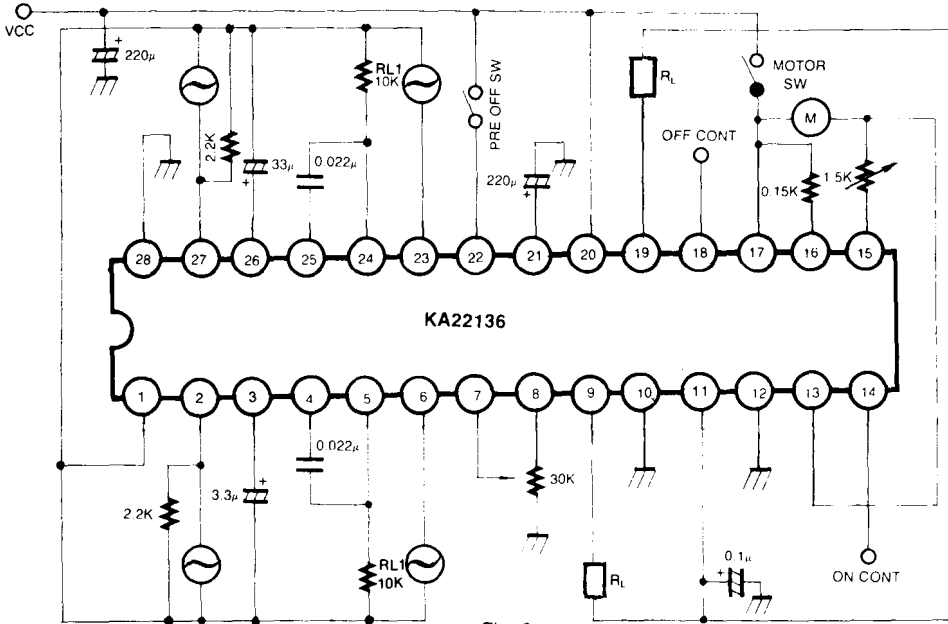 VCC
+
220μ
2.2K
33μ
+
0.022μ
RL1
10K
PRE OFF SW
220μ
+
RL
OFF CONT
MOTOR
SW
M
0.15K
1.5K
28 27 26 25 24 23 22 21 20 19 18 17 16 15
KA22136
1 2 3 4 5 6 7 8 9 10 11 12 13 14
2.2K
3.3μ
+
0.022μ
RL1
10K
30K
RL
0.1μ
+
ON CONT